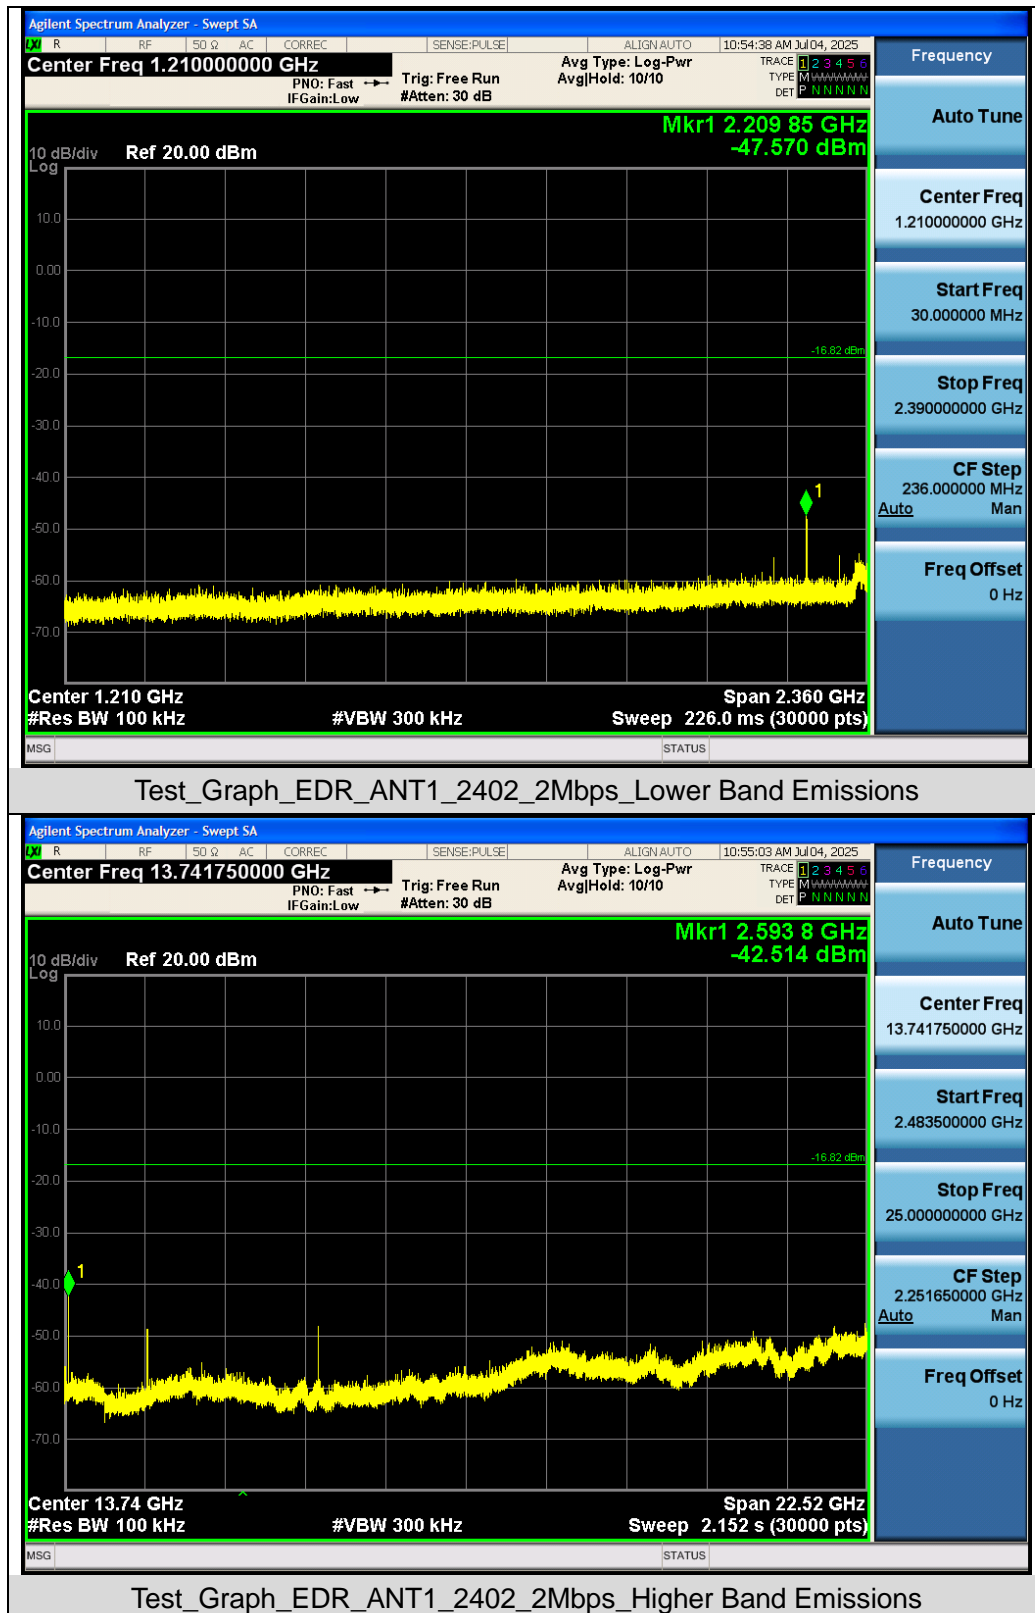 Agilent Spectrum Analyzer - Swept SA
LXI R RF 50 Ω AC CORREC SENSE:PULSE ALIGN AUTO 10:54:38 AM Jul 04, 2025
Center Freq 1.210000000 GHz
PNO: Fast
IFGain:Low
Trig: Free Run
#Atten: 30 dB
Avg Type: Log-Pwr
Avg|Hold: 10/10
TRACE 1 2 3 4 5 6
TYPE M
DET P N N N N N
Frequency
Auto Tune
Center Freq
1.210000000 GHz
Start Freq
30.000000 MHz
Stop Freq
2.390000000 GHz
CF Step
236.000000 MHz
Auto Man
Freq Offset
0 Hz
Mkr1 2.209 85 GHz
-47.570 dBm
10 dB/div Ref 20.00 dBm
Log
10.0
0.00
-10.0
-16.82 dBm
-20.0
-30.0
-40.0
1
-50.0
-60.0
-70.0
Center 1.210 GHz Span 2.360 GHz
#Res BW 100 kHz #VBW 300 kHz Sweep 226.0 ms (30000 pts)
MSG STATUS
Test_Graph_EDR_ANT1_2402_2Mbps_Lower Band Emissions
Agilent Spectrum Analyzer - Swept SA
LXI R RF 50 Ω AC CORREC SENSE:PULSE ALIGN AUTO 10:55:03 AM Jul 04, 2025
Center Freq 13.741750000 GHz
PNO: Fast
IFGain:Low
Trig: Free Run
#Atten: 30 dB
Avg Type: Log-Pwr
Avg|Hold: 10/10
TRACE 1 2 3 4 5 6
TYPE M
DET P N N N N N
Frequency
Auto Tune
Center Freq
13.741750000 GHz
Start Freq
2.483500000 GHz
Stop Freq
25.000000000 GHz
CF Step
2.251650000 GHz
Auto Man
Freq Offset
0 Hz
Mkr1 2.593 8 GHz
-42.514 dBm
10 dB/div Ref 20.00 dBm
Log
10.0
0.00
-10.0
-16.82 dBm
-20.0
-30.0
1
-40.0
-50.0
-60.0
-70.0
Center 13.74 GHz Span 22.52 GHz
#Res BW 100 kHz #VBW 300 kHz Sweep 2.152 s (30000 pts)
MSG STATUS
Test_Graph_EDR_ANT1_2402_2Mbps_Higher Band Emissions